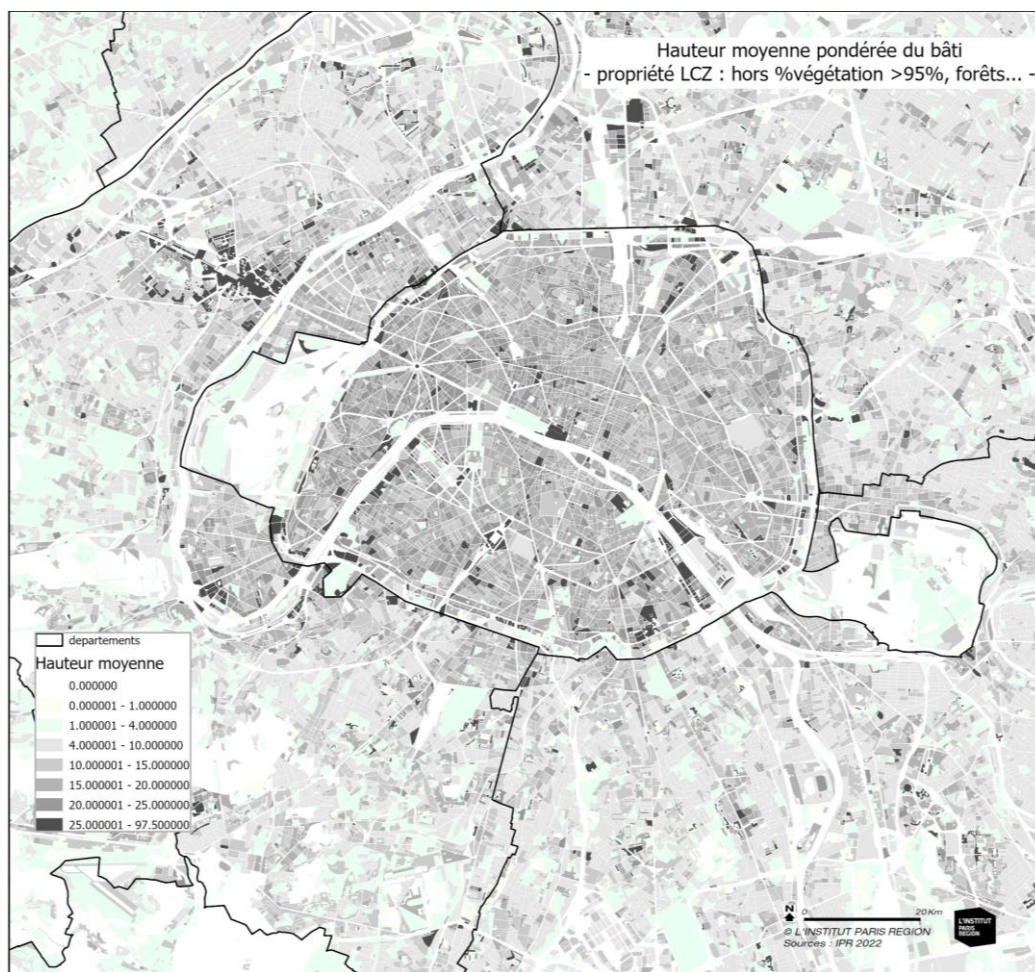 Hauteur moyenne pondérée du bâti
- propriété LCZ : hors %végétation >95%, forêts... -
departements
Hauteur moyenne
0.000000
0.000001 - 1.000000
1.000001 - 4.000000
4.000001 - 10.000000
10.000001 - 15.000000
15.000001 - 20.000000
20.000001 - 25.000000
25.000001 - 97.500000
N
0 20 Km
© L'INSTITUT PARIS REGION
Sources : IPR 2022
L'INSTITUT
PARIS
REGION